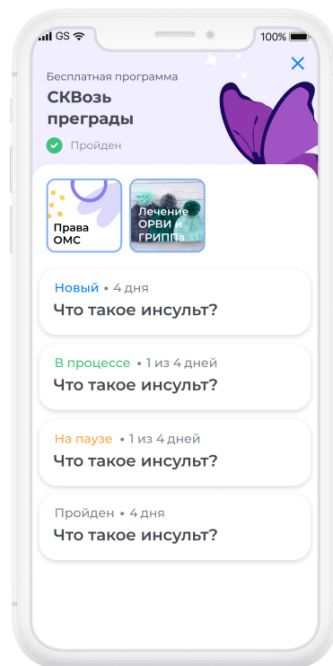 GS 100%
Бесплатная программа
СКВозь
преграды
Пройден
Права
ОМС
Лечение
ОРВИ и
ГРИППа
Новый • 4 дня
Что такое инсульт?
В процессе • 1 из 4 дней
Что такое инсульт?
На паузе • 1 из 4 дней
Что такое инсульт?
Пройден • 4 дня
Что такое инсульт?